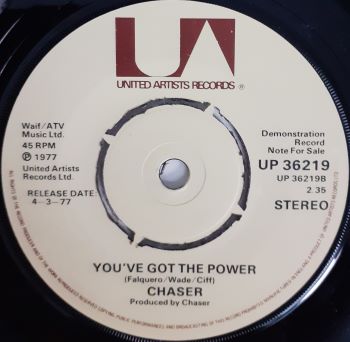 UA
UNITED ARTISTS RECORDS ®
Waif/ATV
Music Ltd.
45 RPM
℗ 1977
United Artists
Records Ltd.
RELEASE DATE:
4-3-77
Demonstration
Record
Note For Sale
UP 36219
UP 36219B
2.35
STEREO
YOU'VE GOT THE POWER
(Falquero/Wade/Ciff)
CHASER
Produced by Chaser